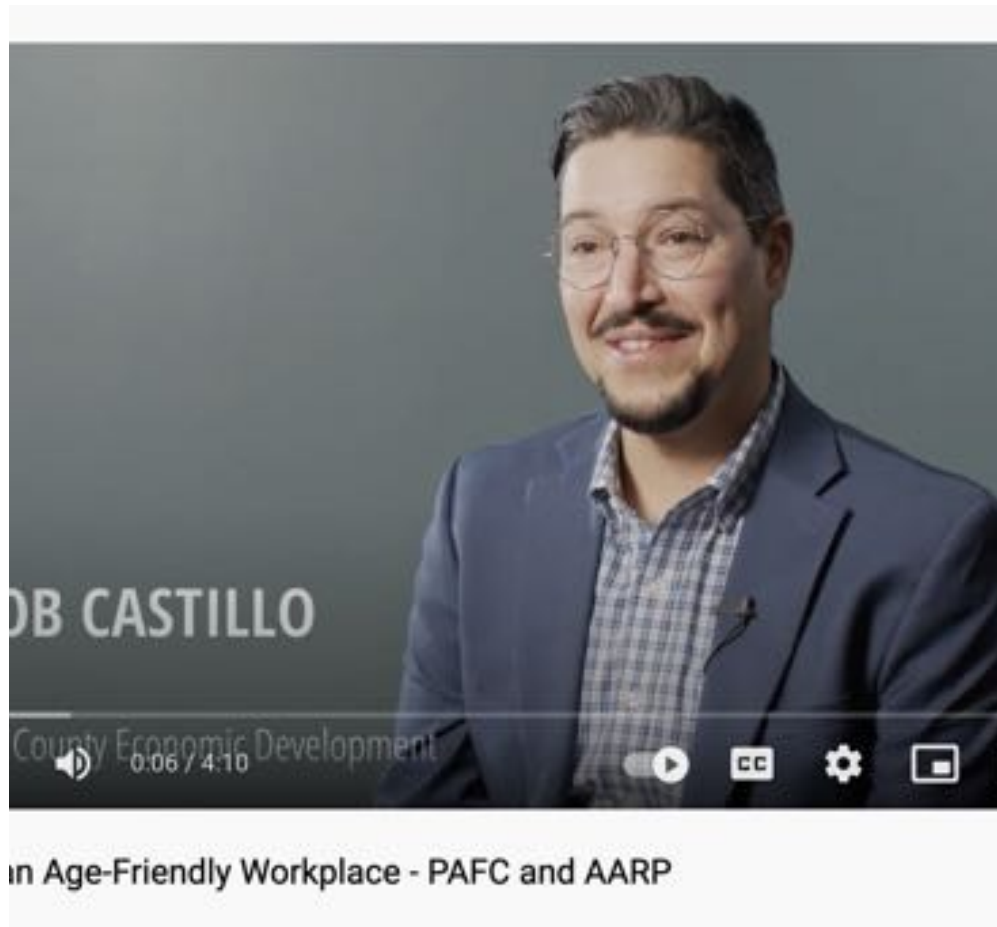 OB CASTILLO
County Economic Development
0:06 / 4:10
CC
an Age-Friendly Workplace - PAFC and AARP